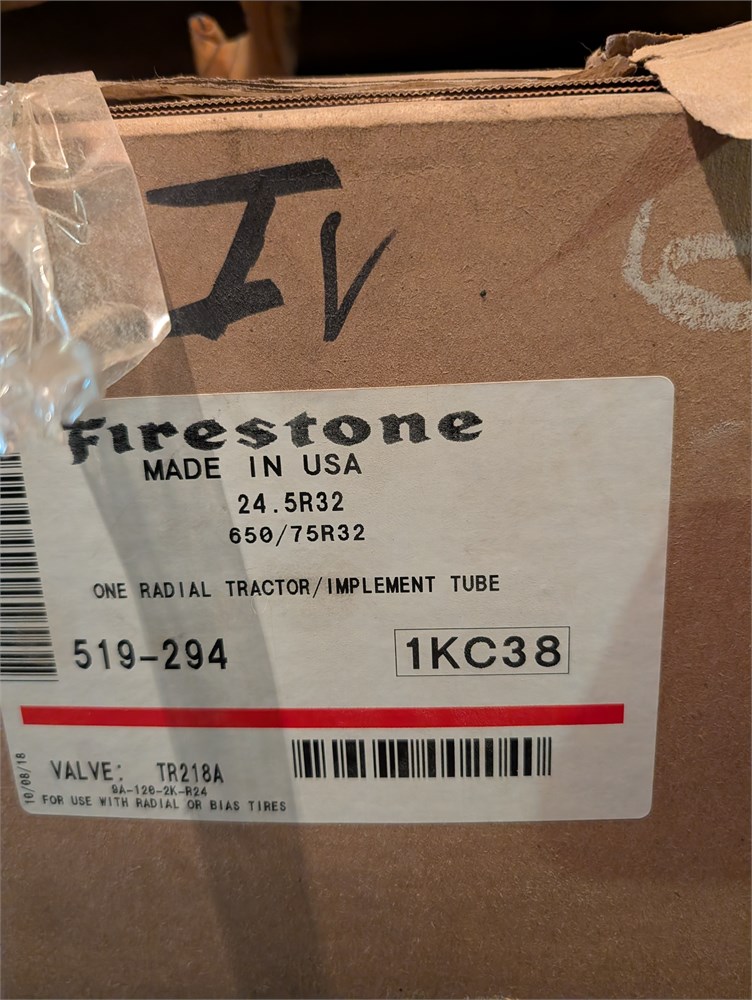 IV
Firestone
MADE IN USA
24.5R32
650/75R32
ONE RADIAL TRACTOR/IMPLEMENT TUBE
519-294
1KC38
VALVE: TR218A
9A-120-2K-R24
FOR USE WITH RADIAL OR BIAS TIRES
10/08/18